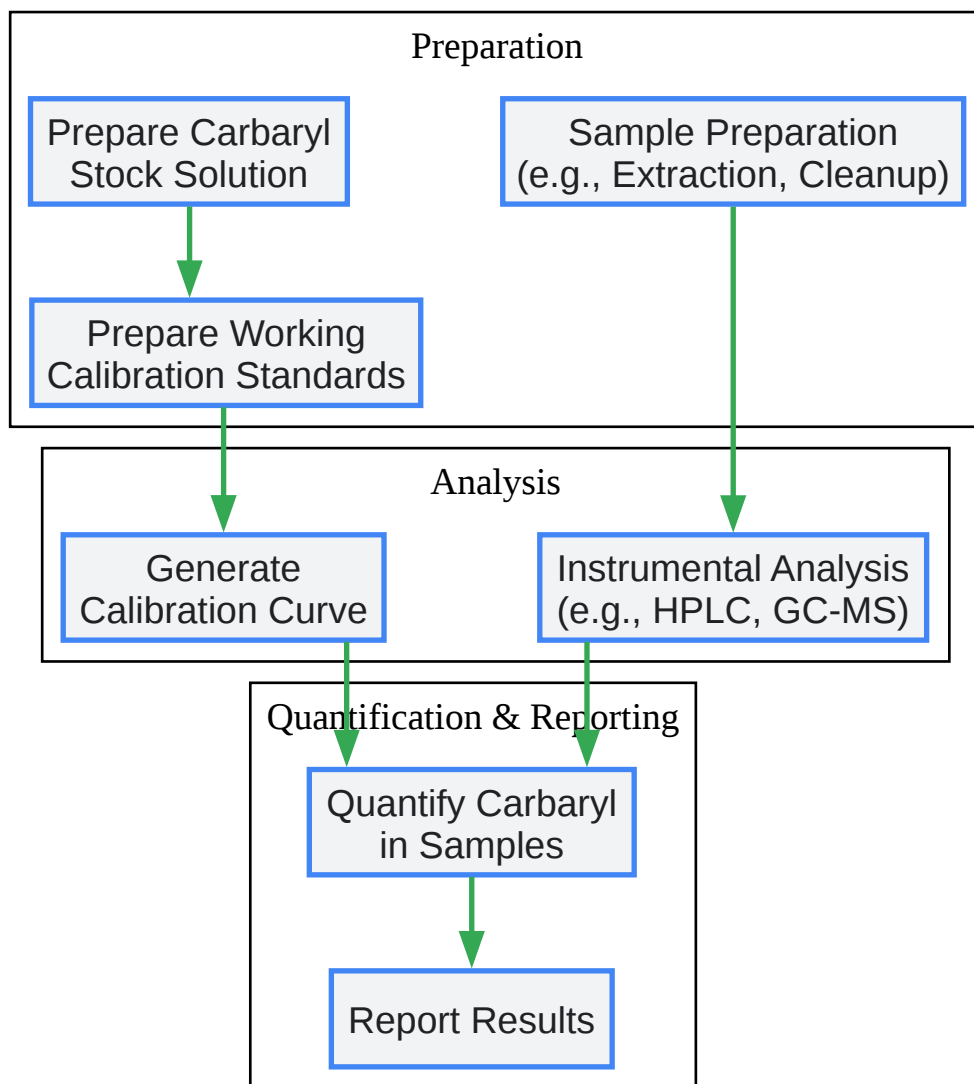 Preparation
Prepare Carbaryl
Stock Solution
Sample Preparation
(e.g., Extraction, Cleanup)
Prepare Working
Calibration Standards
Analysis
Generate
Calibration Curve
Instrumental Analysis
(e.g., HPLC, GC-MS)
Quantification & Reporting
Quantify Carbaryl
in Samples
Report Results